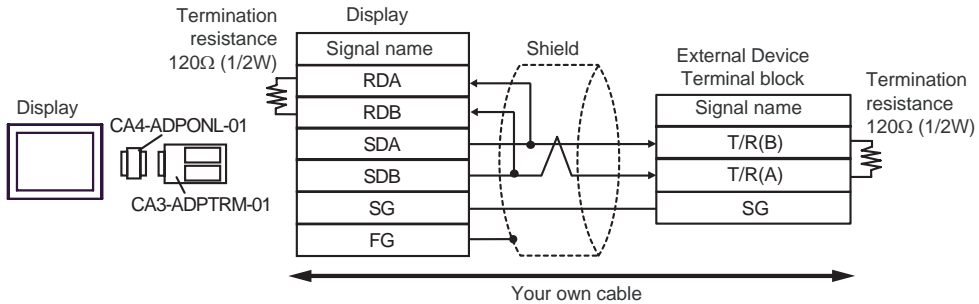 Display
CA4-ADPONL-01
CA3-ADPTRM-01
Termination
resistance
120Ω (1/2W)
Display
Signal name
RDA
RDB
SDA
SDB
SG
FG
Shield
External Device
Terminal block
Signal name
T/R(B)
T/R(A)
SG
Termination
resistance
120Ω (1/2W)
Your own cable